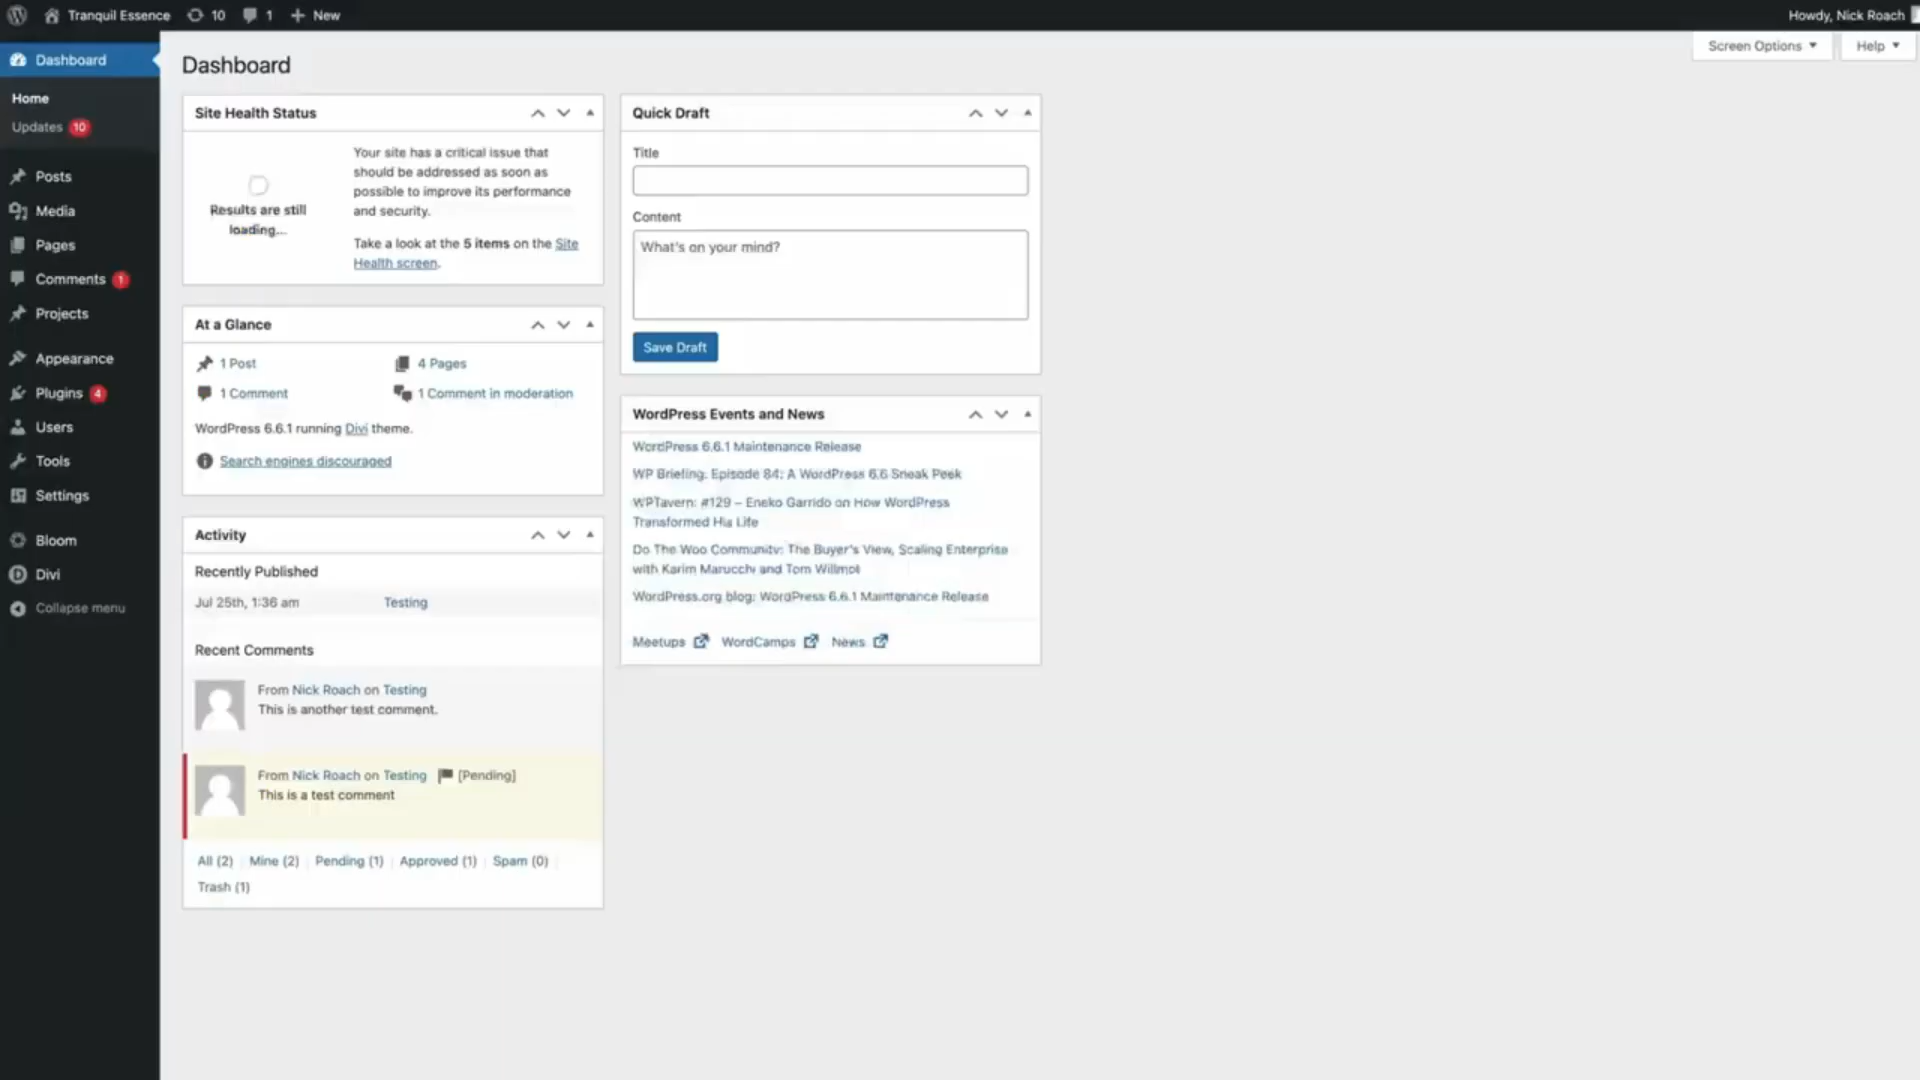 Tranquil Essence 10 1 New Howdy, Nick Roach
Screen Options Help
Dashboard
Home
Updates 10
Posts
Media
Pages
Comments 1
Projects
Appearance
Plugins 4
Users
Tools
Settings
Bloom
Divi
Collapse menu
Dashboard
Site Health Status
Results are still
loading...
Your site has a critical issue that
should be addressed as soon as
possible to improve its performance
and security.
Take a look at the 5 items on the Site
Health screen.
At a Glance
1 Post
4 Pages
1 Comment
1 Comment in moderation
WordPress 6.6.1 running Divi theme.
Search engines discouraged
Activity
Recently Published
Jul 25th, 1:36 am Testing
Recent Comments
From Nick Roach on Testing
This is another test comment.
From Nick Roach on Testing [Pending]
This is a test comment
All (2) | Mine (2) | Pending (1) | Approved (1) | Spam (0) |
Trash (1)
Quick Draft
Title
Content
What's on your mind?
Save Draft
WordPress Events and News
WordPress 6.6.1 Maintenance Release
WP Briefing: Episode 84: A WordPress 6.6 Sneak Peek
WPTavern: #129 – Eneko Garrido on How WordPress
Transformed His Life
Do The Woo Community: The Buyer's View, Scaling Enterprise
with Karim Marucchi and Tom Willmot
WordPress.org blog: WordPress 6.6.1 Maintenance Release
Meetups WordCamps News